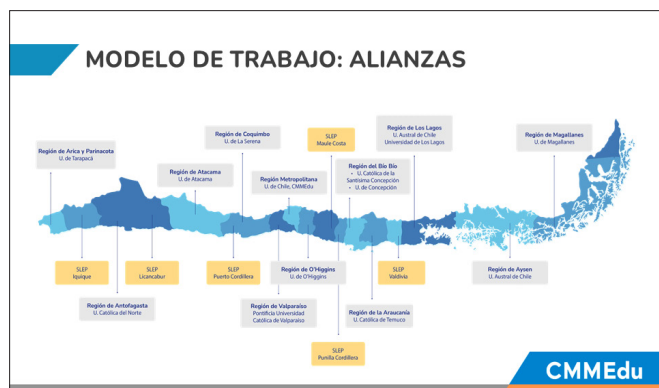 MODELO DE TRABAJO: ALIANZAS
Región de Arica y Parinacota
U. de Tarapacá
Región de Atacama
U. de Atacama
Región de Coquimbo
U. de La Serena
Región Metropolitana
U. de Chile, CMMEdu
SLEP
Maule Costa
Región del Bío Bío
• U. Católica de la
Santísima Concepción
• U. de Concepción
Región de Los Lagos
U. Austral de Chile
Universidad de Los Lagos
Región de Magallanes
U. de Magallanes
SLEP
Iquique
Región de Antofagasta
U. Católica del Norte
SLEP
Licancabur
SLEP
Puerto Cordillera
Región de Valparaíso
Pontificia Universidad
Católica de Valparaíso
Región de O'Higgins
U. de O'Higgins
SLEP
Punilla Cordillera
Región de la Araucanía
U. Católica de Temuco
SLEP
Valdivia
Región de Aysen
U. Austral de Chile
CMMEdu